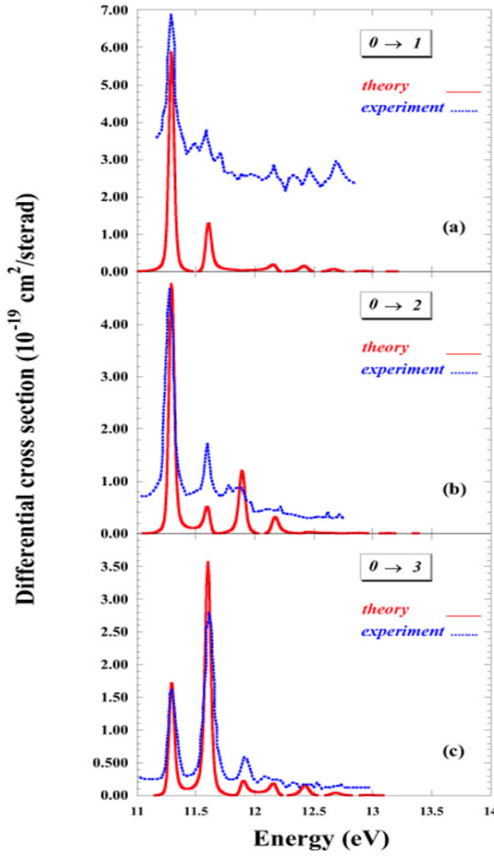 Differential cross section (10⁻¹⁹ cm²/sterad)
7.00
6.00
5.00
4.00
3.00
2.00
1.00
0.00
0 → 1
theory
experiment
(a)
4.00
3.00
2.00
1.00
0.00
0 → 2
theory
experiment
(b)
3.50
3.00
2.50
2.00
1.50
1.00
0.500
0.00
0 → 3
theory
experiment
(c)
11 11.5 12 12.5 13 13.5 14
Energy (eV)